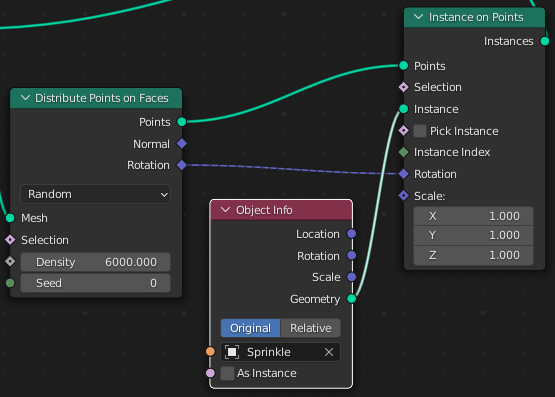 Instance on Points
Instances
Points
Selection
Instance
Pick Instance
Instance Index
Rotation
Scale:
X 1.000
Y 1.000
Z 1.000
Distribute Points on Faces
Points
Normal
Rotation
Random
Mesh
Selection
Density 6000.000
Seed 0
Object Info
Location
Rotation
Scale
Geometry
Original Relative
Sprinkle
As Instance